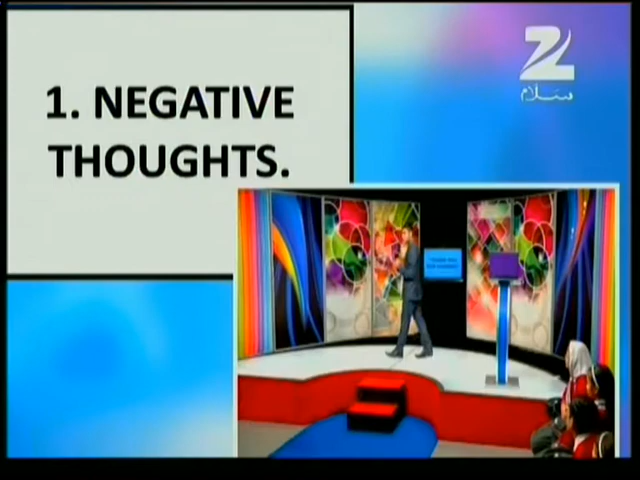 1. NEGATIVE
THOUGHTS.
Z
سلام